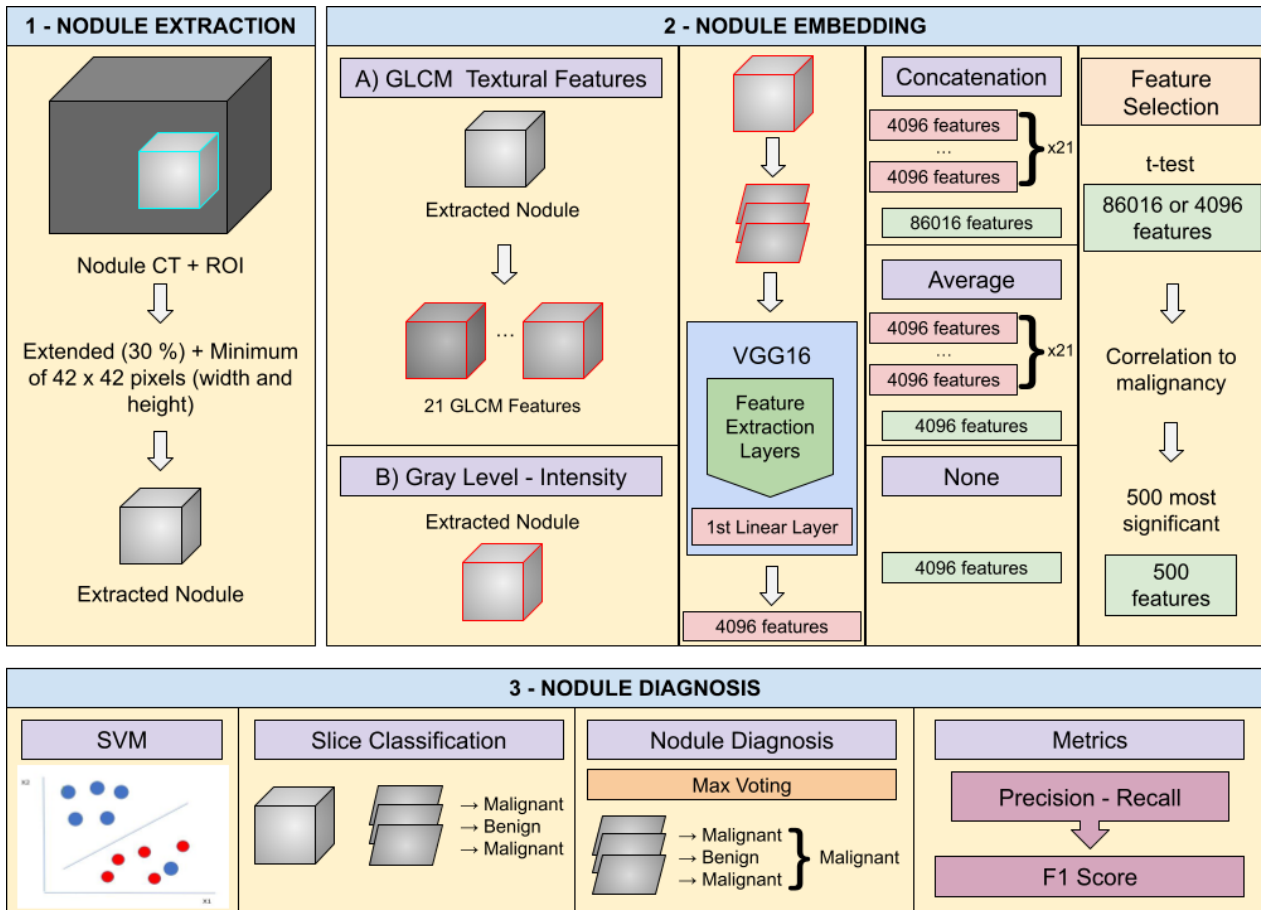 1 - NODULE EXTRACTION
Nodule CT + ROI
Extended (30 %) + Minimum
of 42 x 42 pixels (width and
height)
Extracted Nodule
2 - NODULE EMBEDDING
A) GLCM Textural Features
Extracted Nodule
...
21 GLCM Features
B) Gray Level - Intensity
Extracted Nodule
VGG16
Feature
Extraction
Layers
1st Linear Layer
4096 features
Concatenation
4096 features
...
4096 features
x21
86016 features
Average
4096 features
...
4096 features
x21
4096 features
None
4096 features
Feature
Selection
t-test
86016 or 4096
features
Correlation to
malignancy
500 most
significant
500
features
3 - NODULE DIAGNOSIS
SVM
X2
X1
Slice Classification
→ Malignant
→ Benign
→ Malignant
Nodule Diagnosis
Max Voting
→ Malignant
→ Benign
→ Malignant
Malignant
Metrics
Precision - Recall
F1 Score